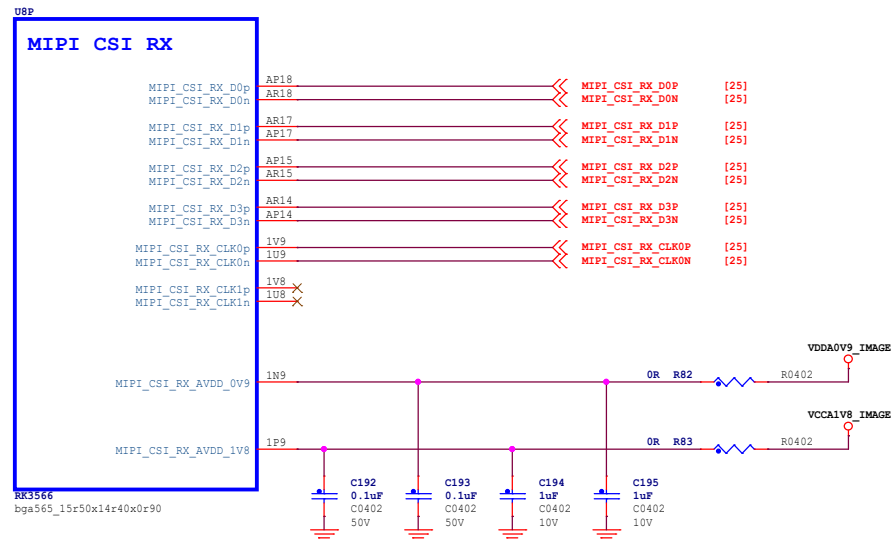 U8P
MIPI CSI RX
MIPI_CSI_RX_D0p AP18 MIPI_CSI_RX_D0P [25]
MIPI_CSI_RX_D0n AR18 MIPI_CSI_RX_D0N [25]
MIPI_CSI_RX_D1p AR17 MIPI_CSI_RX_D1P [25]
MIPI_CSI_RX_D1n AP17 MIPI_CSI_RX_D1N [25]
MIPI_CSI_RX_D2p AP15 MIPI_CSI_RX_D2P [25]
MIPI_CSI_RX_D2n AR15 MIPI_CSI_RX_D2N [25]
MIPI_CSI_RX_D3p AR14 MIPI_CSI_RX_D3P [25]
MIPI_CSI_RX_D3n AP14 MIPI_CSI_RX_D3N [25]
MIPI_CSI_RX_CLK0p 1V9 MIPI_CSI_RX_CLK0P [25]
MIPI_CSI_RX_CLK0n 1U9 MIPI_CSI_RX_CLK0N [25]
MIPI_CSI_RX_CLK1p 1V8
MIPI_CSI_RX_CLK1n 1U8
VDDA0V9_IMAGE
MIPI_CSI_RX_AVDD_0V9 1N9 0R R82 R0402
VCCA1V8_IMAGE
MIPI_CSI_RX_AVDD_1V8 1P9 0R R83 R0402
C192 C193 C194 C195
0.1uF 0.1uF 1uF 1uF
C0402 C0402 C0402 C0402
50V 50V 10V 10V
RK3566
bga565_15r50x14r40x0r90